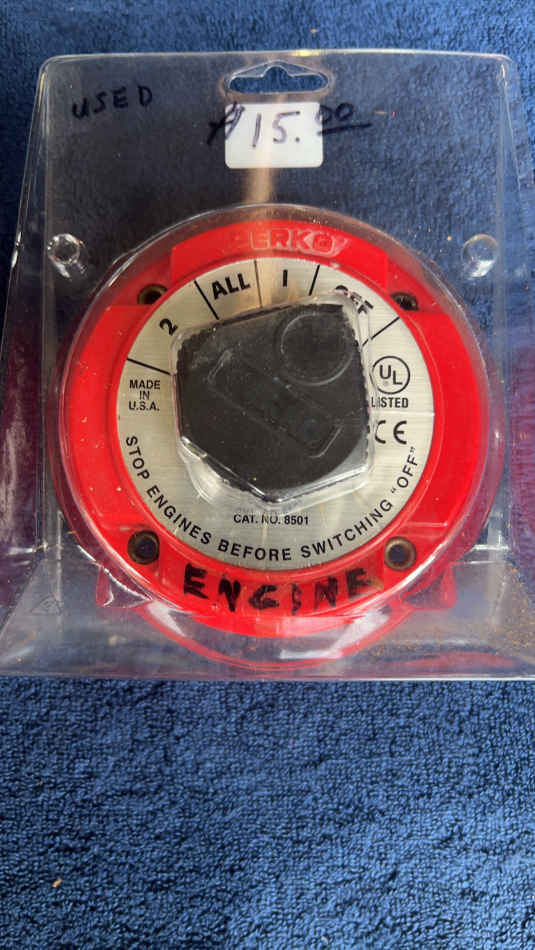 USED
$15.00
PERKO
2
ALL
1
OFF
MADE
IN
U.S.A.
UL
LISTED
CE
CAT. NO. 8501
STOP ENGINES BEFORE SWITCHING "OFF"
ENGINE